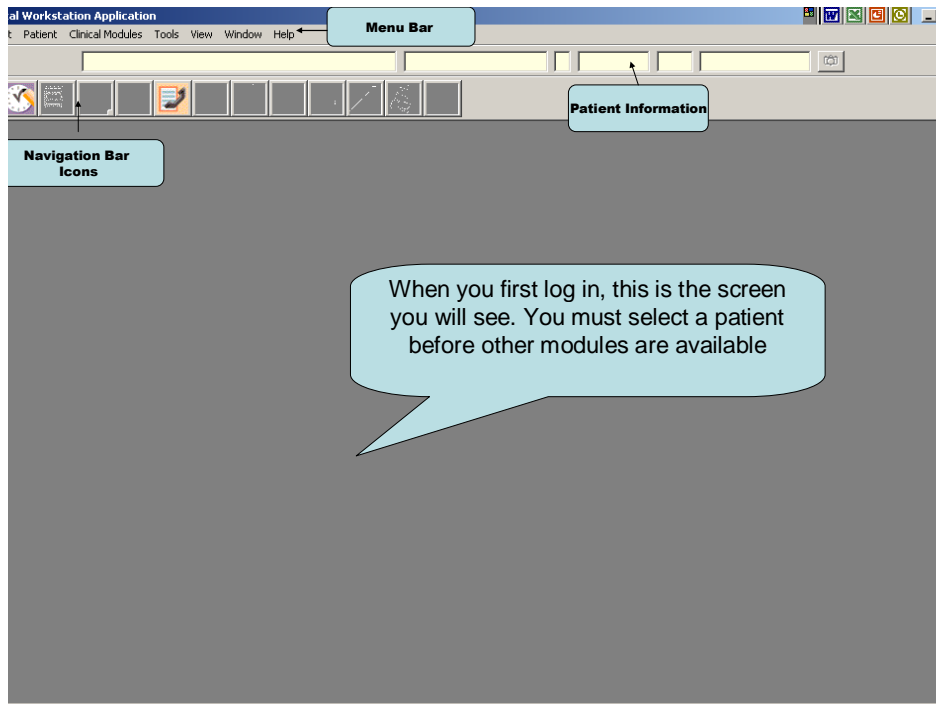 al Workstation Application
t Patient Clinical Modules Tools View Window Help
Menu Bar
Patient Information
Navigation Bar
Icons
When you first log in, this is the screen
you will see. You must select a patient
before other modules are available